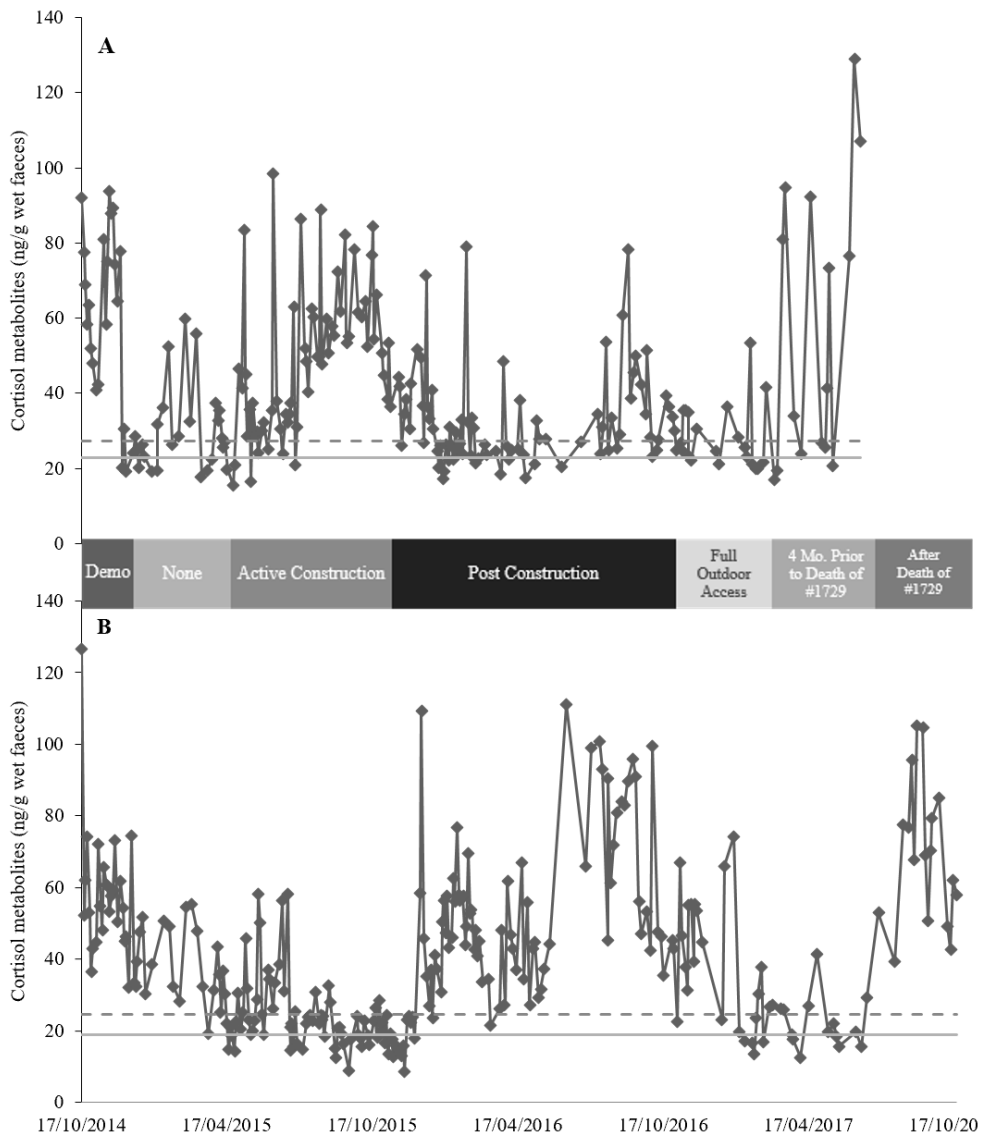 140
A
120
100
80
60
40
20
0
Cortisol metabolites (ng/g wet faeces)
Demo
None
Active Construction
Post Construction
Full
Outdoor
Access
4 Mo. Prior
to Death of
#1729
After
Death of
#1729
140
B
120
100
80
60
40
20
0
Cortisol metabolites (ng/g wet faeces)
17/10/2014 17/04/2015 17/10/2015 17/04/2016 17/10/2016 17/04/2017 17/10/20